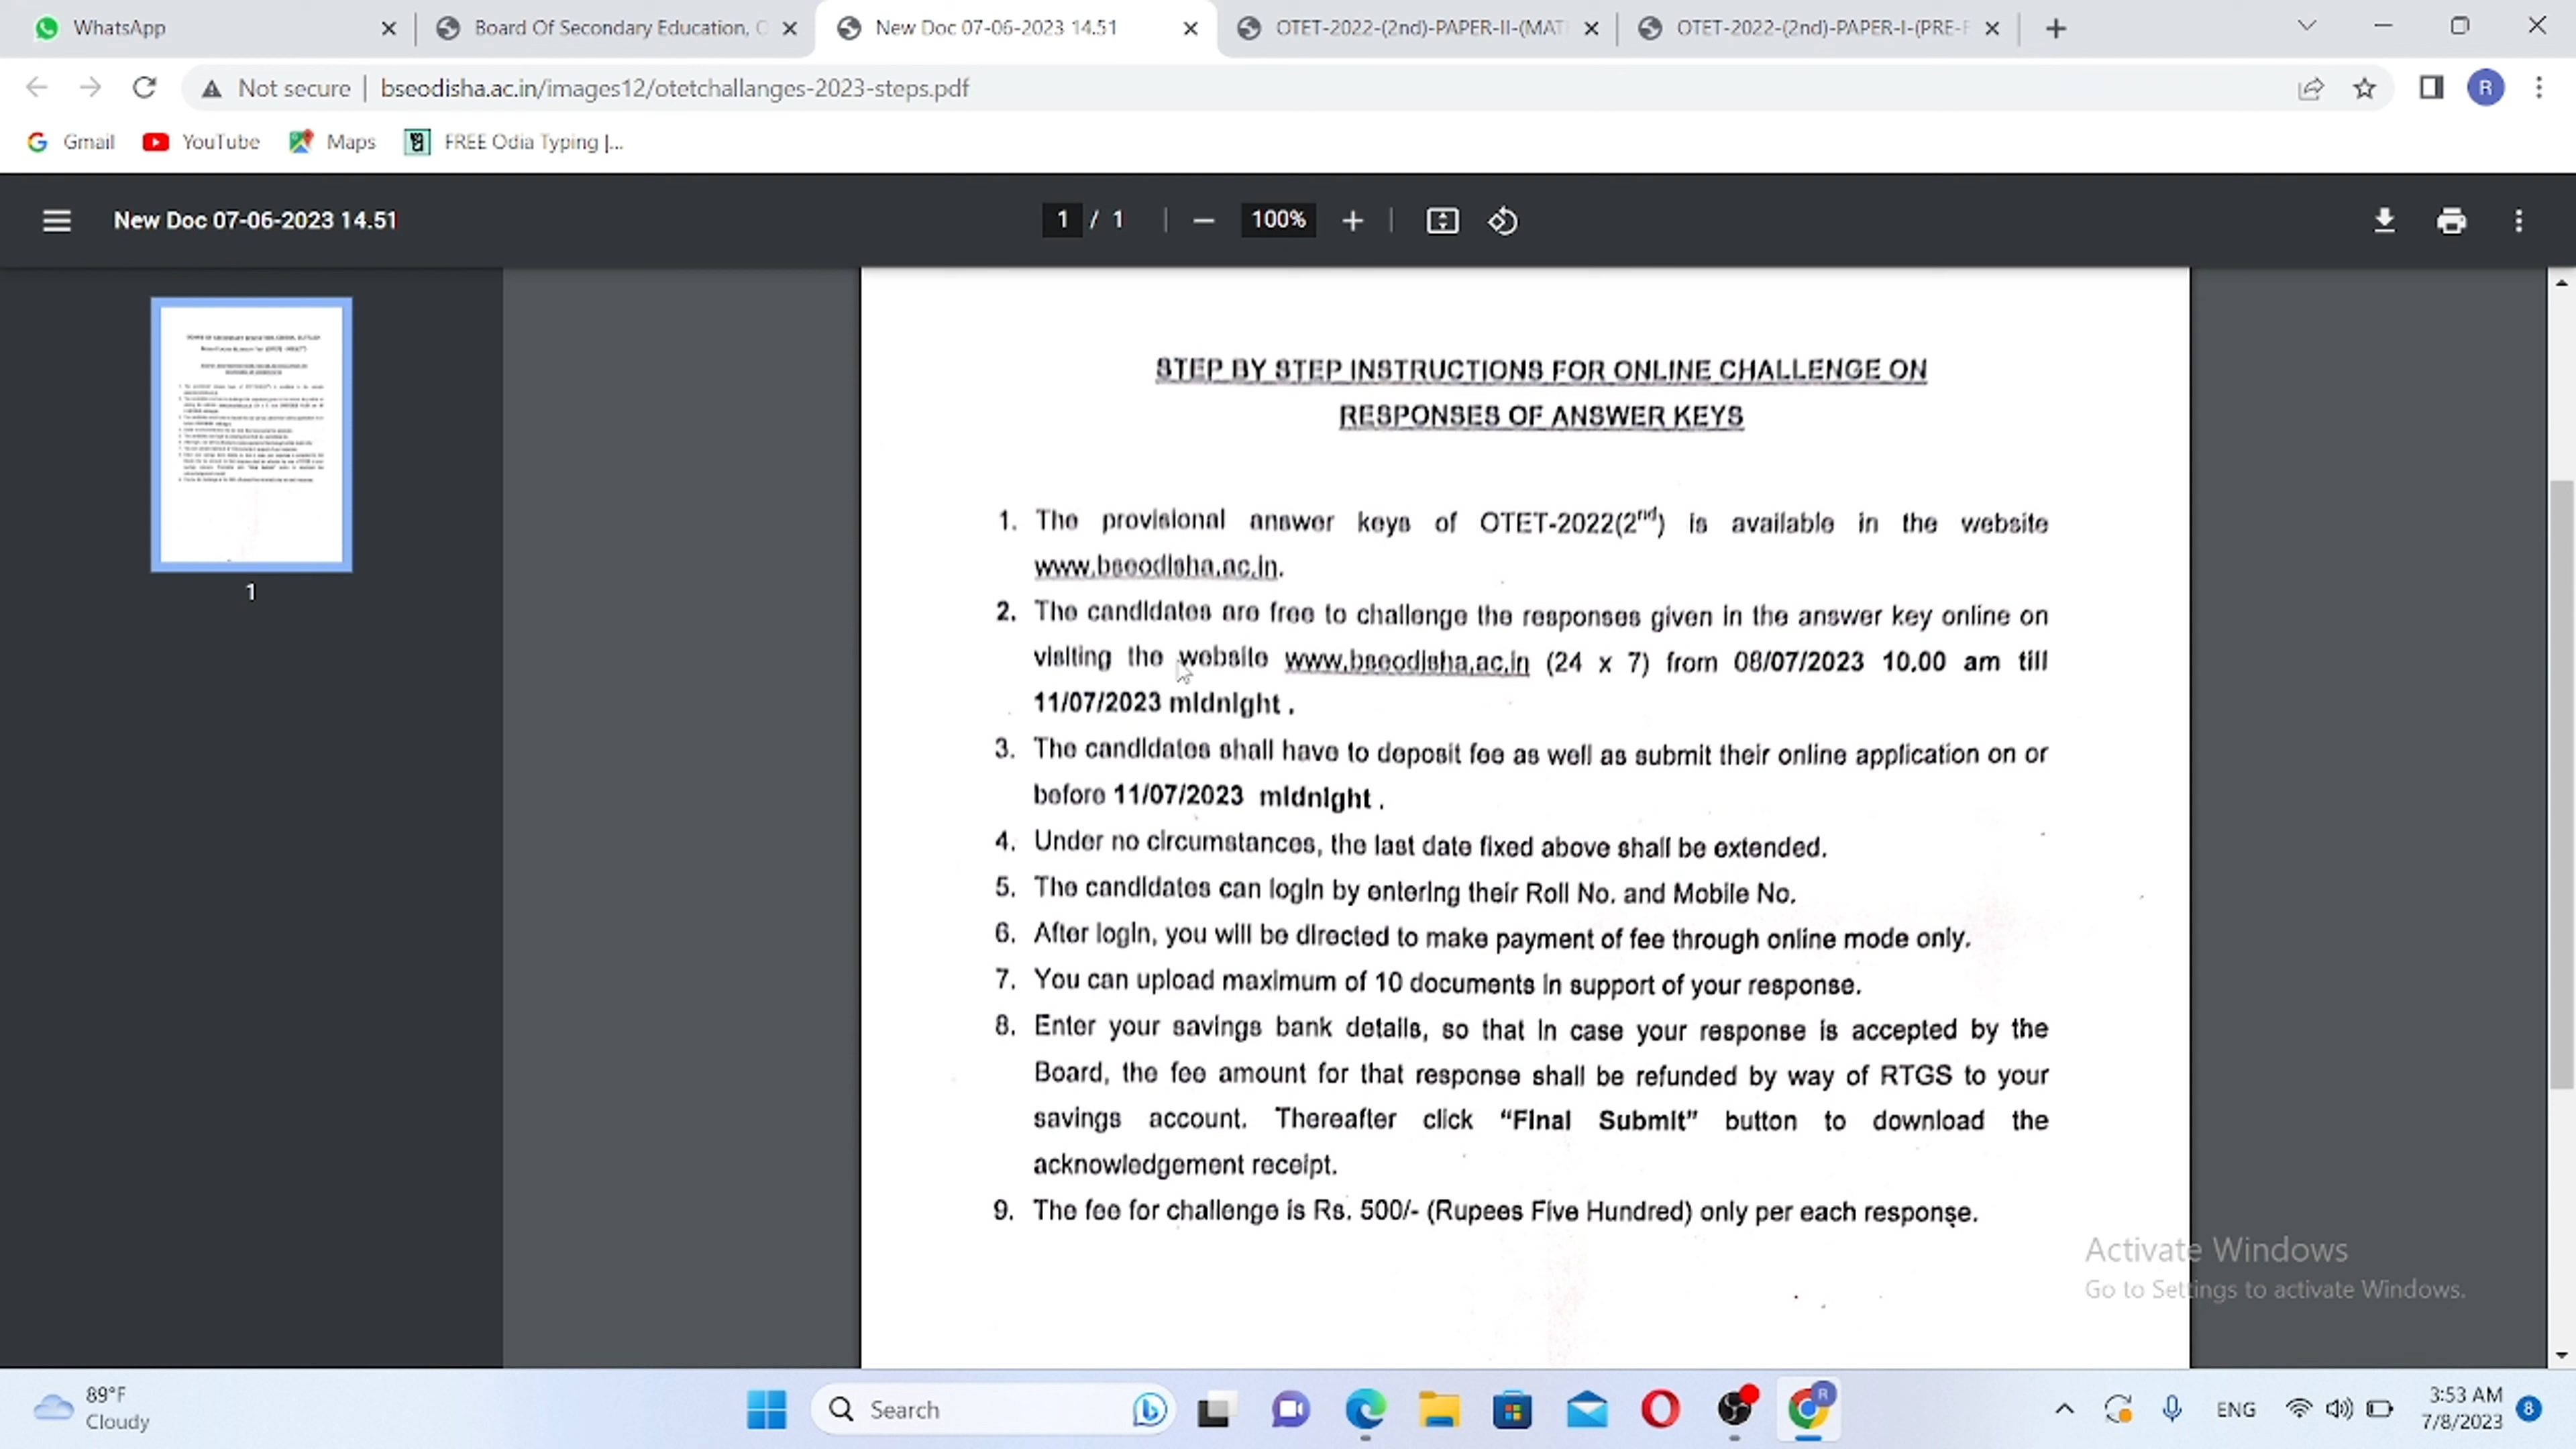 WhatsApp
Board Of Secondary Education, O
New Doc 07-06-2023 14.51
OTET-2022-(2nd)-PAPER-II-(MAT
OTET-2022-(2nd)-PAPER-I-(PRE-F
Not secure | bseodisha.ac.in/images12/otetchallanges-2023-steps.pdf
R
Gmail
YouTube
Maps
FREE Odia Typing |...
New Doc 07-06-2023 14.51
1 / 1
100%
1
STEP BY STEP INSTRUCTIONS FOR ONLINE CHALLENGE ON
RESPONSES OF ANSWER KEYS
1. The provisional answer keys of OTET-2022(2nd) is available in the website
www.bseodisha.ac.in.
2. The candidates are free to challenge the responses given in the answer key online on
visiting the website www.bseodisha.ac.in (24 x 7) from 08/07/2023 10.00 am till
11/07/2023 midnight .
3. The candidates shall have to deposit fee as well as submit their online application on or
before 11/07/2023 midnight .
4. Under no circumstances, the last date fixed above shall be extended.
5. The candidates can login by entering their Roll No. and Mobile No.
6. After login, you will be directed to make payment of fee through online mode only.
7. You can upload maximum of 10 documents in support of your response.
8. Enter your savings bank details, so that in case your response is accepted by the
Board, the fee amount for that response shall be refunded by way of RTGS to your
savings account. Thereafter click “Final Submit” button to download the
acknowledgement receipt.
9. The fee for challenge is Rs. 500/- (Rupees Five Hundred) only per each response.
Activate Windows
Go to Settings to activate Windows.
89°F
Cloudy
Search
R
ENG
3:53 AM
7/8/2023
8